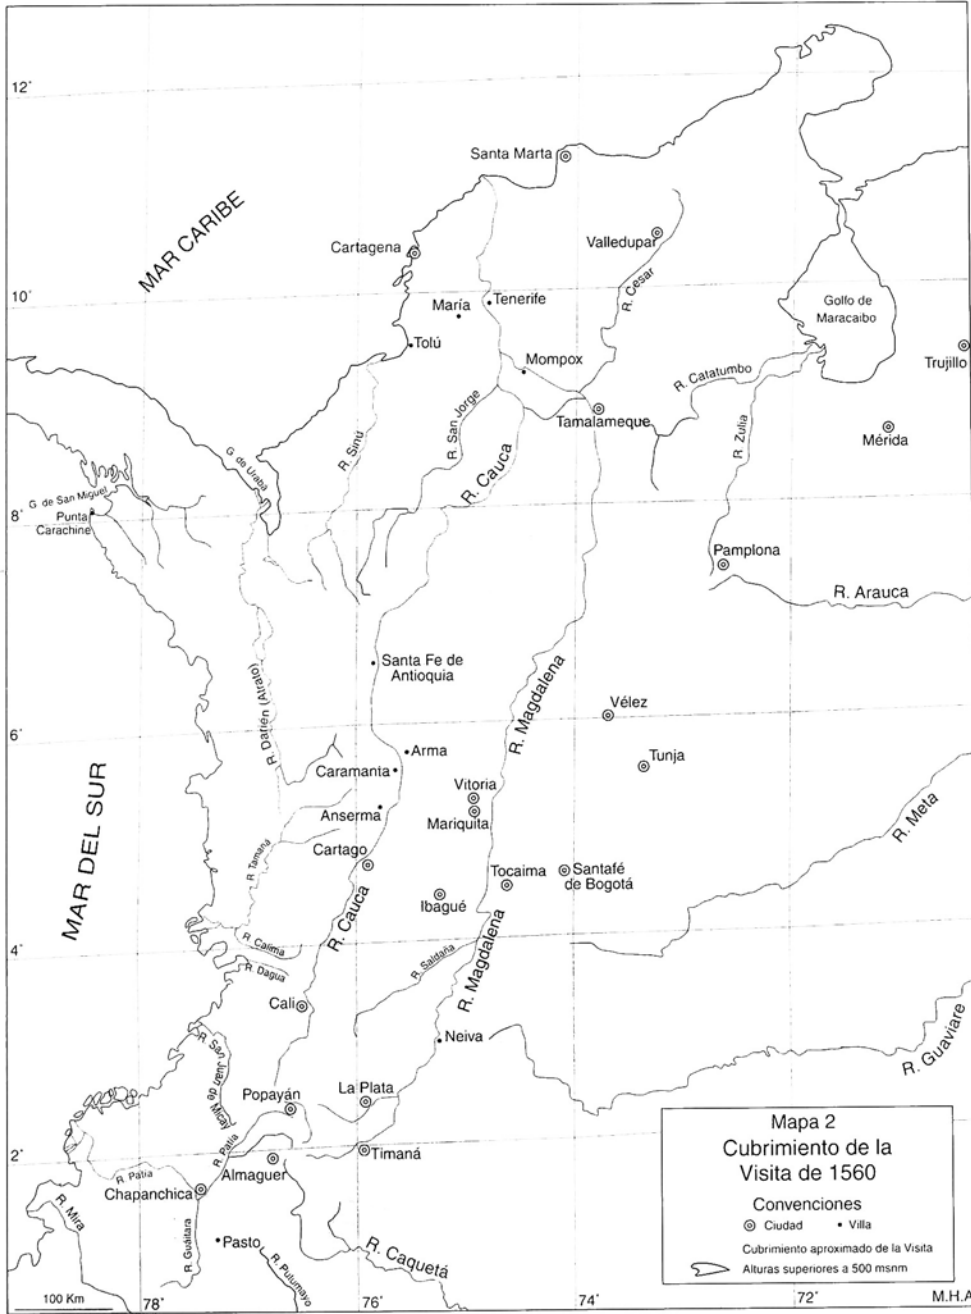 12°
Santa Marta
MAR CARIBE
Cartagena
Valledupar
R. Cesar
10°
María
Tenerife
Golfo de
Maracaibo
Tolú
Mompox
Trujillo
R. Catatumbo
R. San Jorge
Tamalameque
R. Sinú
R. Zulia
Mérida
G. de Urabá
R. Cauca
G. de San Miguel
8°
Punta
Carachine
Pamplona
R. Arauca
Santa Fe de
Antioquia
R. Magdalena
R. Darién (Atrato)
Vélez
6°
Arma
Tunja
Caramanta
Vitoria
MAR DEL SUR
Anserma
Mariquita
R. Meta
Cartago
R. Tamaná
Tocaima
Santafé
de Bogotá
Ibagué
R. Cauca
4°
R. Calima
R. Saldaña
R. Magdalena
R. Dagua
Cali
Neiva
R. San Juan de
Micay
R. Guaviare
Popayán
La Plata
R. Patía
Timaná
2°
R. Patía
Almaguer
Chapanchica
R. Mira
R. Guáitara
Pasto
R. Putumayo
R. Caquetá
Mapa 2
Cubrimiento de la
Visita de 1560
Convenciones
Ciudad
Villa
Cubrimiento aproximado de la Visita
Alturas superiores a 500 msnm
100 Km
78°
76°
74°
72°
M.H.A